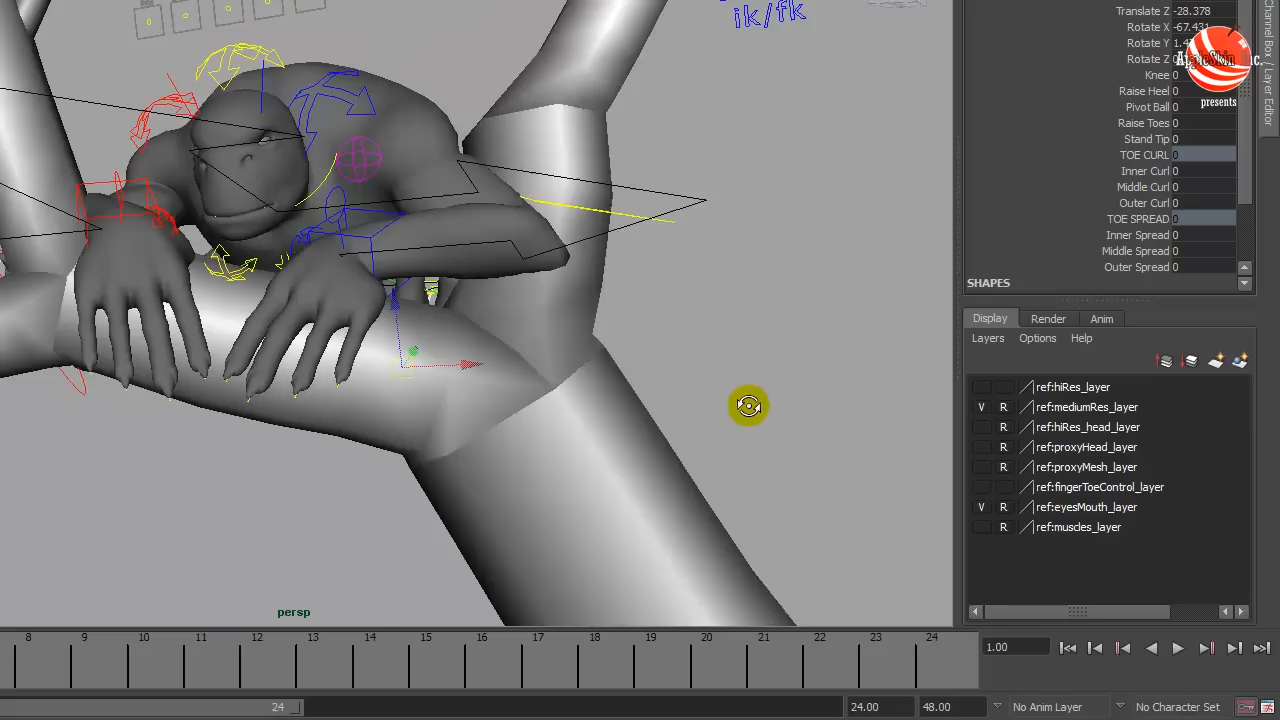 ik/fk
Translate Z -28.378
Rotate X -67.431
Rotate Y
Rotate Z
Knee 0
Raise Heel 0
Pivot Ball 0
Raise Toes 0
Stand Tip 0
TOE CURL 0
Inner Curl 0
Middle Curl 0
Outer Curl 0
TOE SPREAD 0
Inner Spread 0
Middle Spread 0
Outer Spread 0
SHAPES
Channel Box / Layer Editor
AppleSkin Inc.
presents
Display Render Anim
Layers Options Help
ref:hiRes_layer
V R ref:mediumRes_layer
R ref:hiRes_head_layer
R ref:proxyHead_layer
R ref:proxyMesh_layer
ref:fingerToeControl_layer
V R ref:eyesMouth_layer
R ref:muscles_layer
persp
8 9 10 11 12 13 14 15 16 17 18 19 20 21 22 23 24
1.00
24
24.00 48.00 No Anim Layer No Character Set